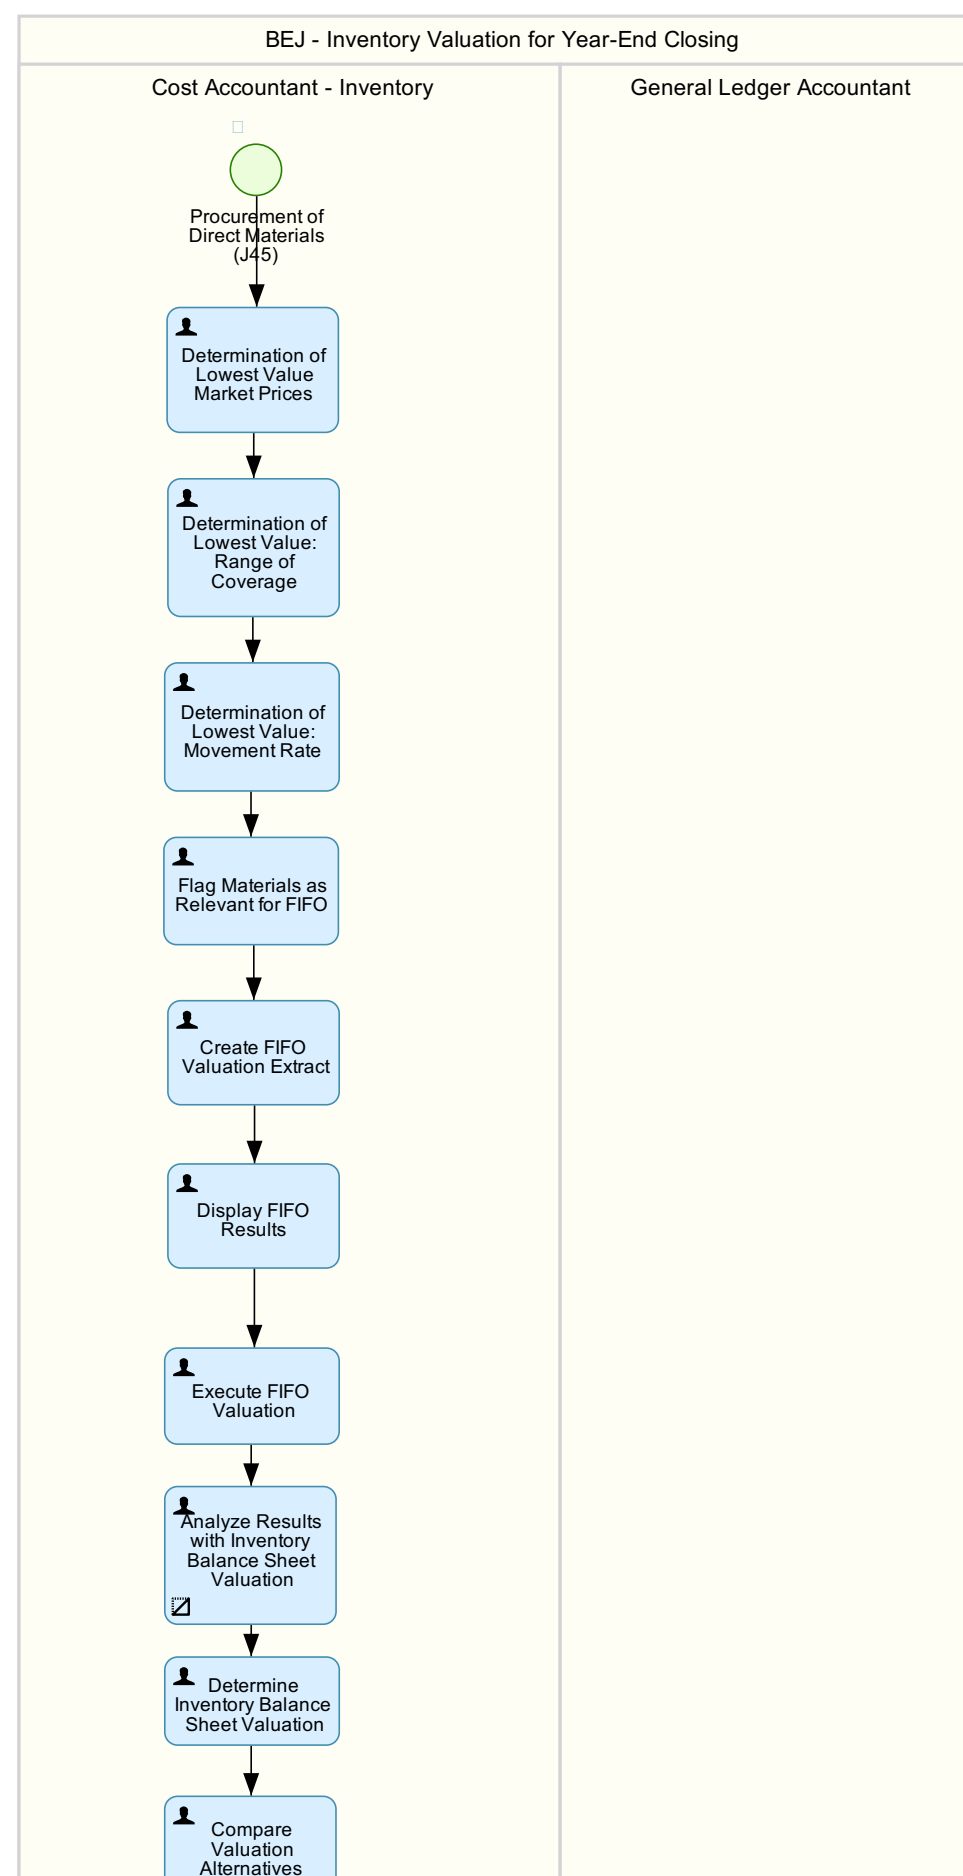 BEJ - Inventory Valuation for Year-End Closing
Cost Accountant - Inventory
General Ledger Accountant
Procurement of
Direct Materials
(J45)
Determination of
Lowest Value
Market Prices
Determination of
Lowest Value:
Range of
Coverage
Determination of
Lowest Value:
Movement Rate
Flag Materials as
Relevant for FIFO
Create FIFO
Valuation Extract
Display FIFO
Results
Execute FIFO
Valuation
Analyze Results
with Inventory
Balance Sheet
Valuation
Determine
Inventory Balance
Sheet Valuation
Compare
Valuation
Alternatives